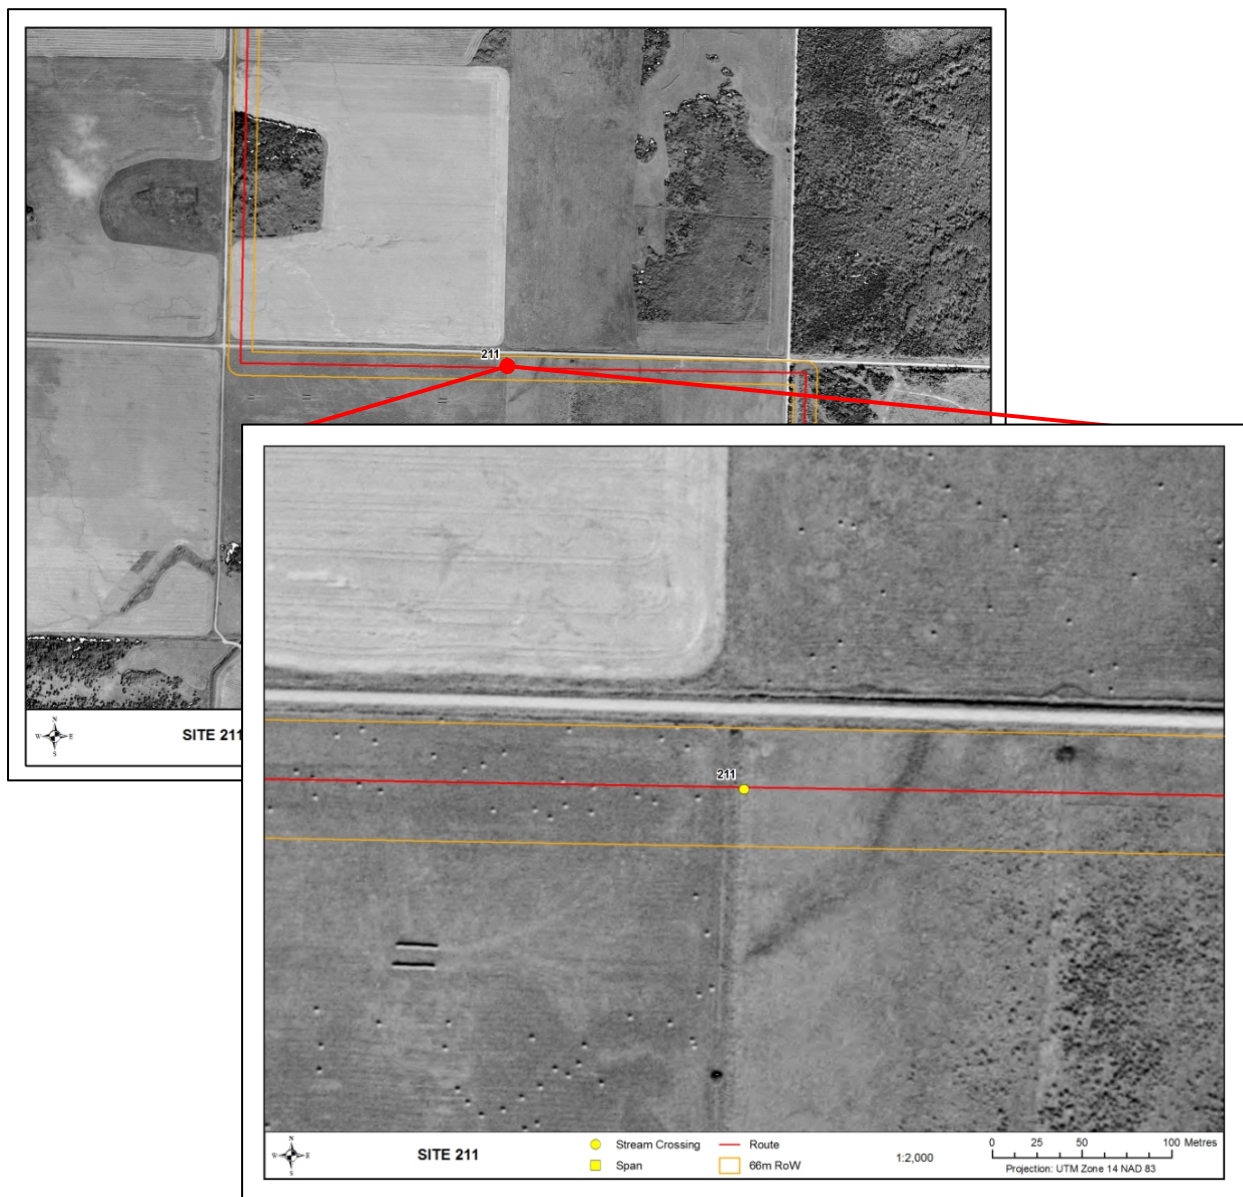 211
N
W E
S
SITE 211
211
N
W E
S
SITE 211
Stream Crossing
Span
Route
66m RoW
1:2,000
0 25 50 100 Metres
Projection: UTM Zone 14 NAD 83